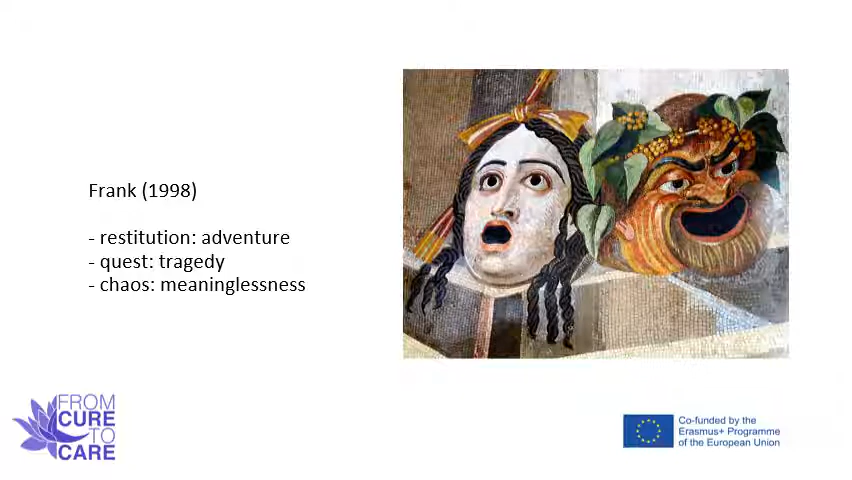 Frank (1998)
- restitution: adventure
- quest: tragedy
- chaos: meaninglessness
FROM
CURE
TO
CARE
Co-funded by the
Erasmus+ Programme
of the European Union